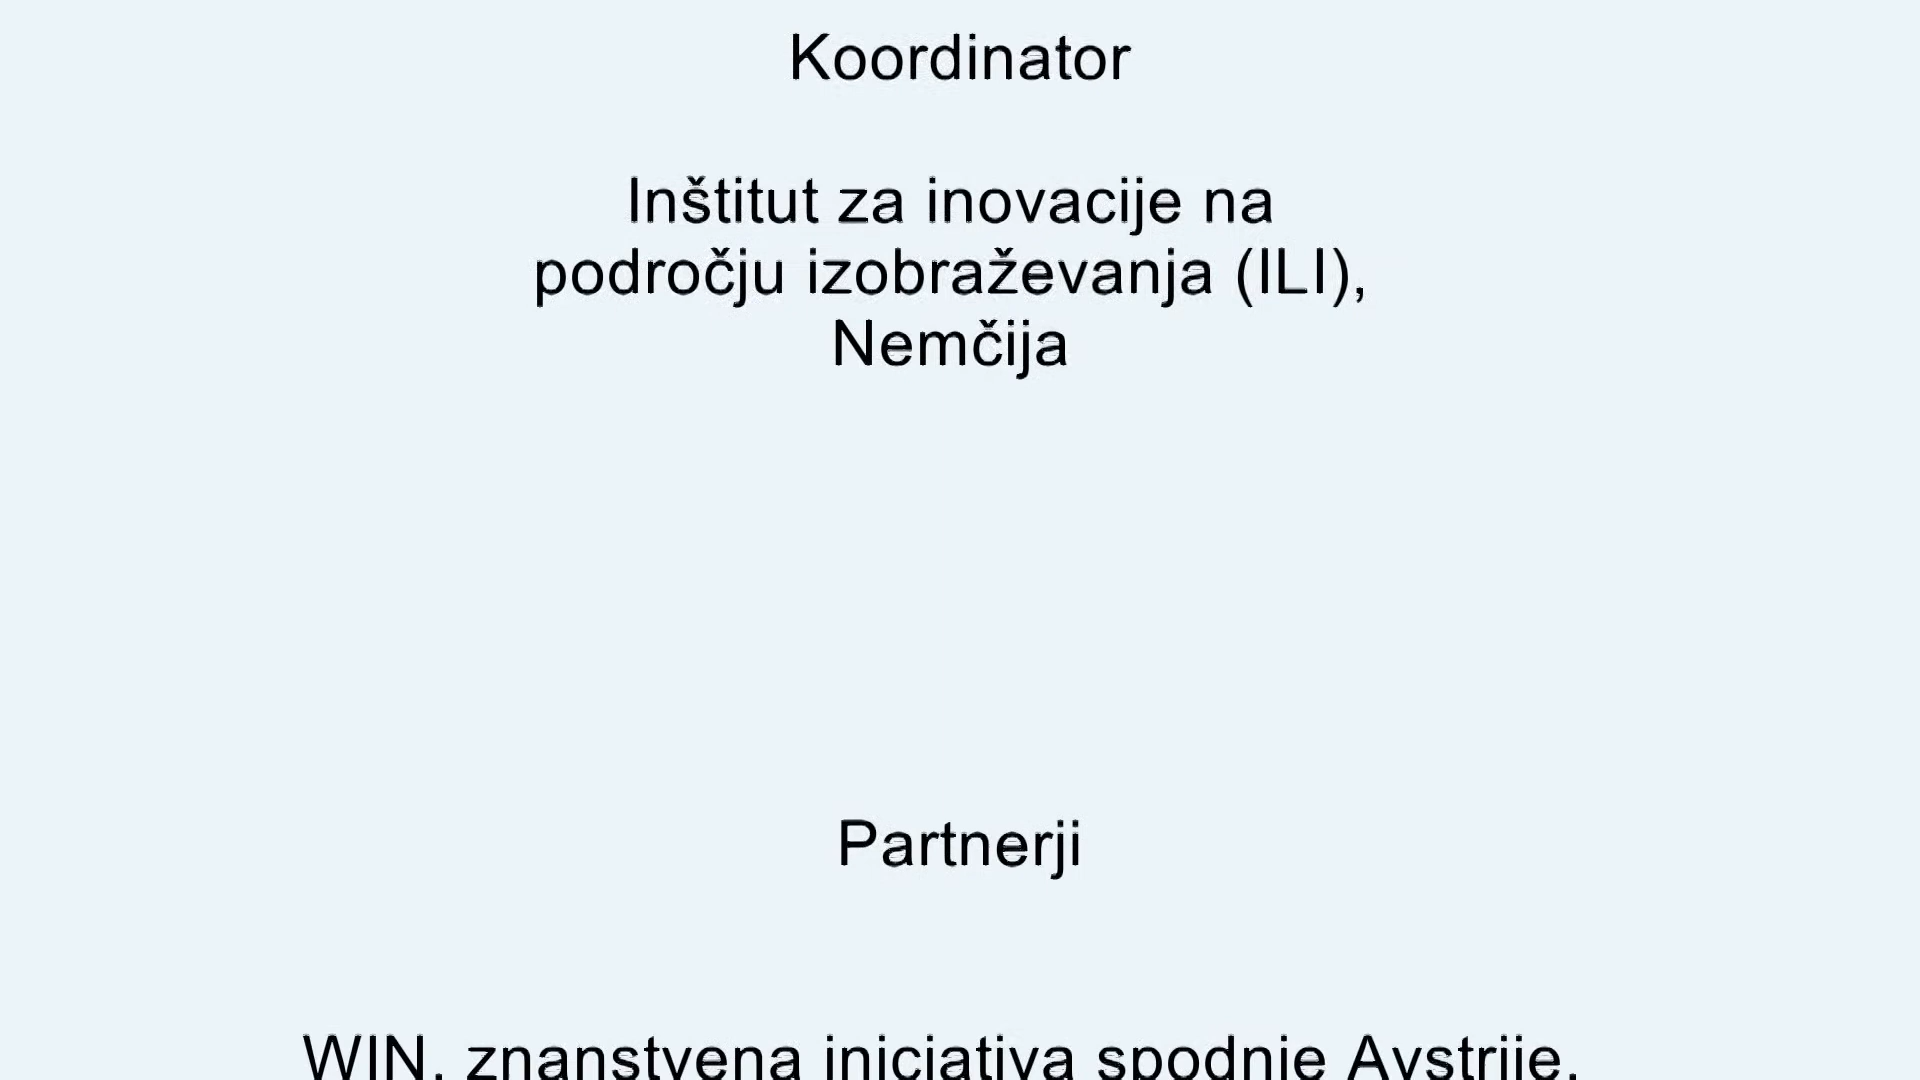 Koordinator
Inštitut za inovacije na
področju izobraževanja (ILI),
Nemčija
Partnerji
WIN, znanstvena iniciativa spodnje Avstrije,